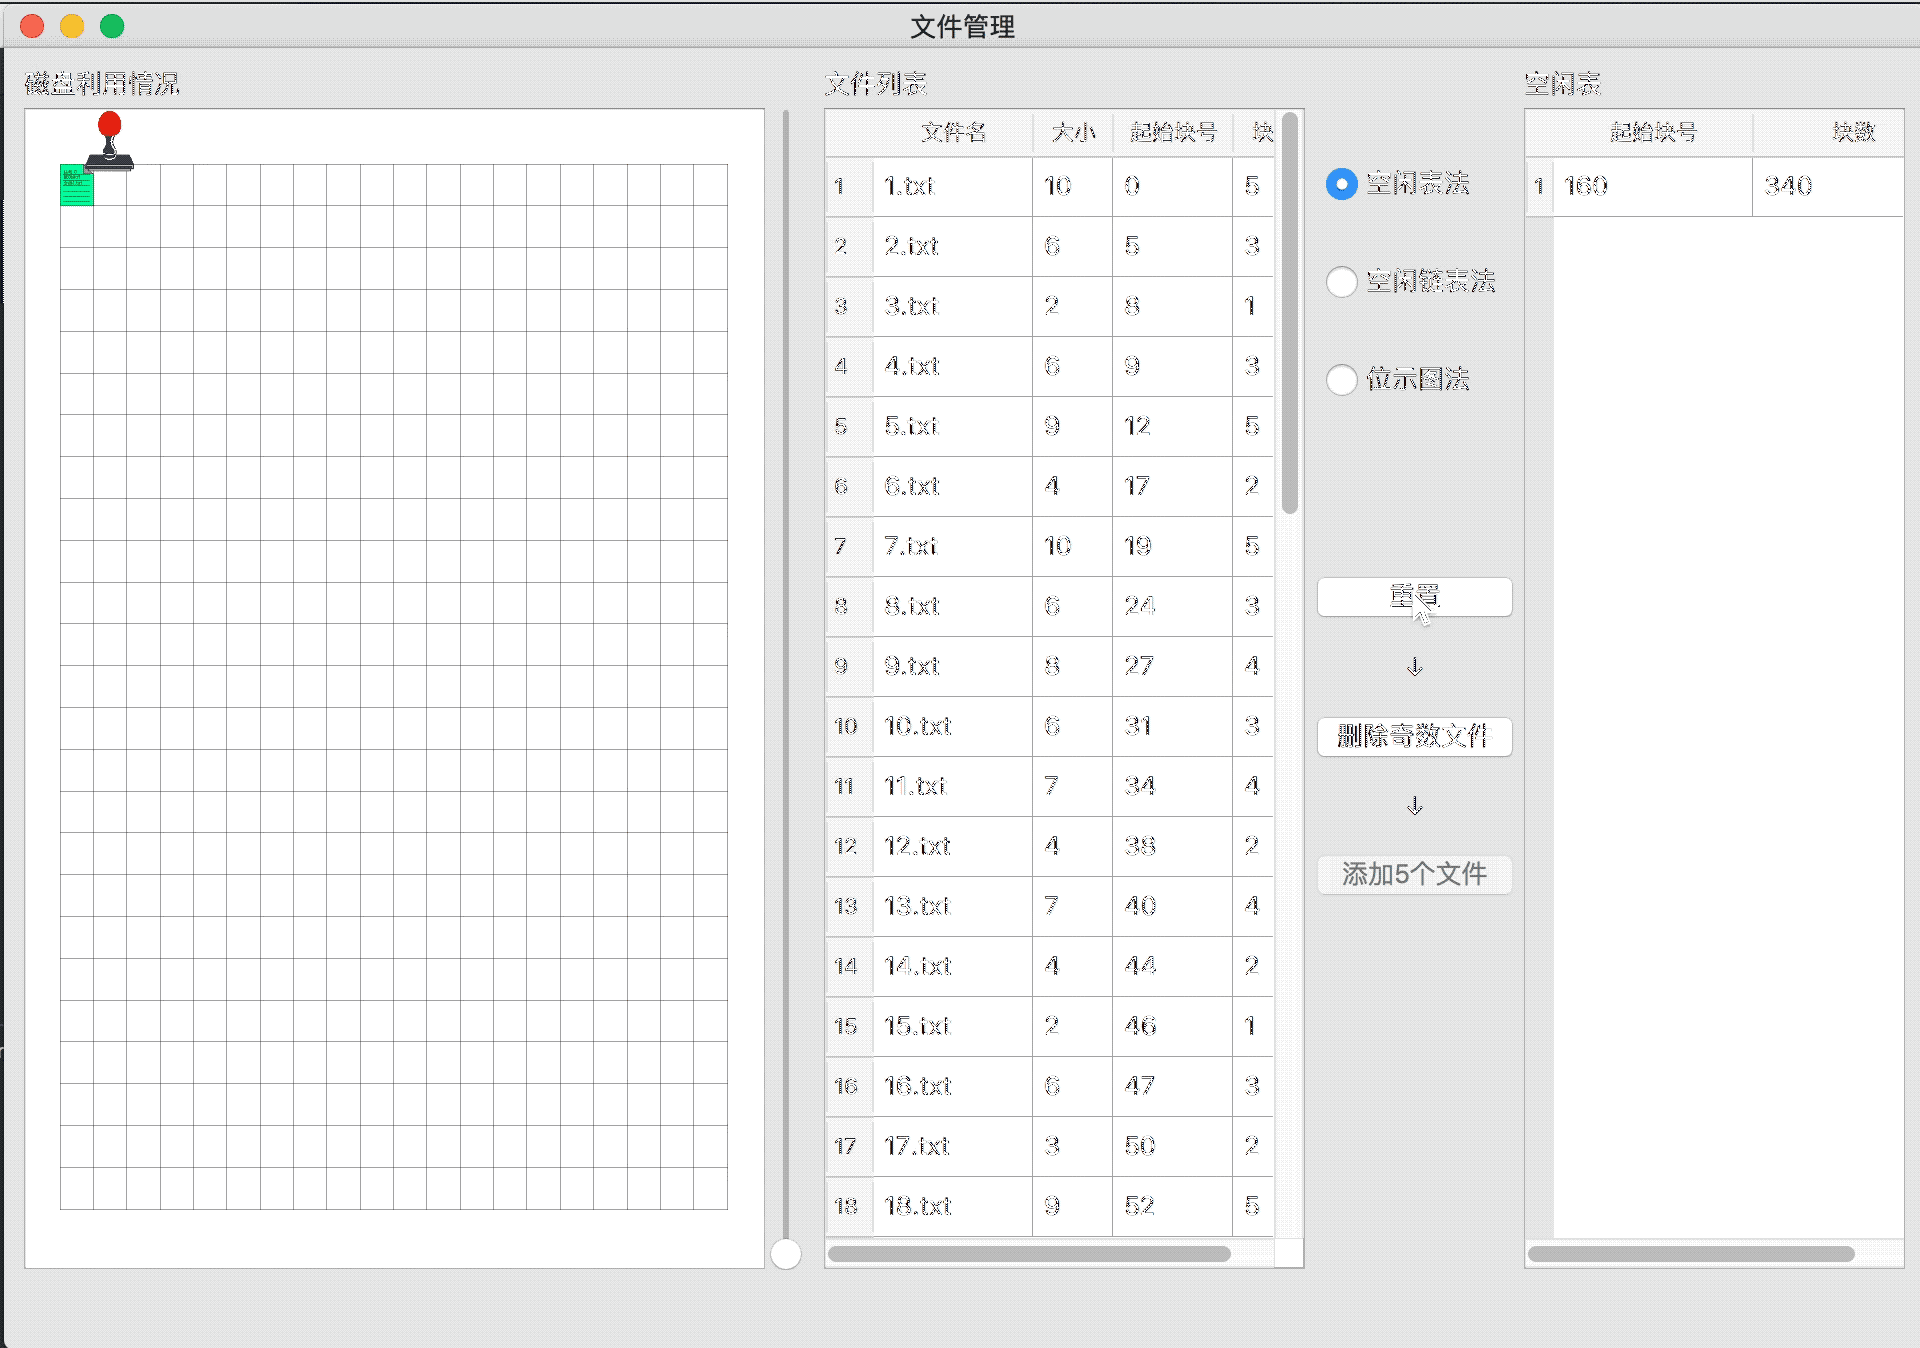 文件管理
磁盘利用情况
文件列表
空闲表
文件名 大小 起始块号 块
1 1.txt 10 0 5
2 2.txt 6 5 3
3 3.txt 2 8 1
4 4.txt 6 9 3
5 5.txt 9 12 5
6 6.txt 4 17 2
7 7.txt 10 19 5
8 8.txt 6 24 3
9 9.txt 8 27 4
10 10.txt 6 31 3
11 11.txt 7 34 4
12 12.txt 4 38 2
13 13.txt 7 40 4
14 14.txt 4 44 2
15 15.txt 2 46 1
16 16.txt 6 47 3
17 17.txt 3 50 2
18 18.txt 9 52 5
空闲表法
空闲链表法
位示图法
重置
↓
删除奇数文件
↓
添加5个文件
起始块号 块数
1 160 340